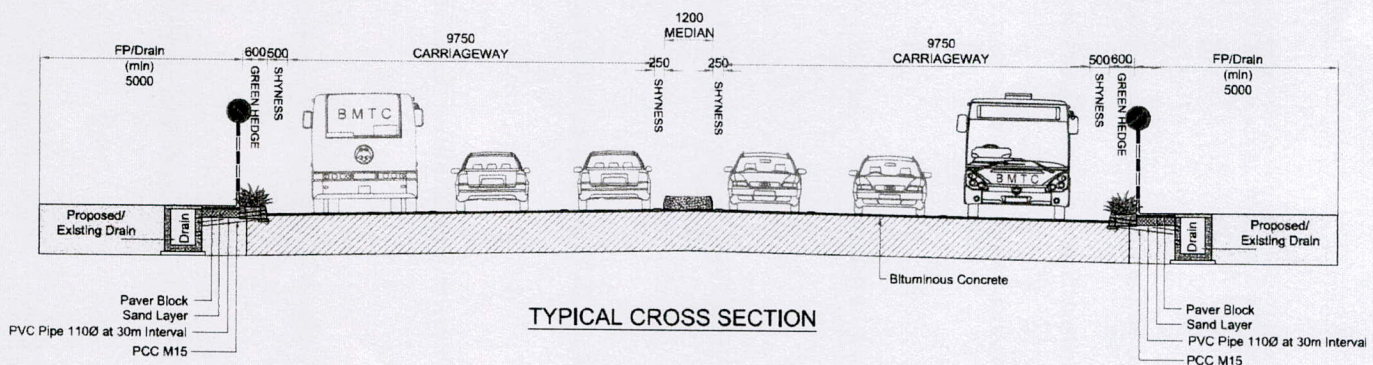 1200
MEDIAN
FP/Drain
(min)
5000
600
500
GREEN HEDGE
SHYNESS
9750
CARRIAGEWAY
250
SHYNESS
250
SHYNESS
9750
CARRIAGEWAY
500
600
SHYNESS
GREEN HEDGE
FP/Drain
(min)
5000
BMTC
BMTC
Proposed/
Existing Drain
Drain
Drain
Proposed/
Existing Drain
Bituminous Concrete
Paver Block
Sand Layer
PVC Pipe 110Ø at 30m Interval
PCC M15
TYPICAL CROSS SECTION
Paver Block
Sand Layer
PVC Pipe 110Ø at 30m Interval
PCC M15